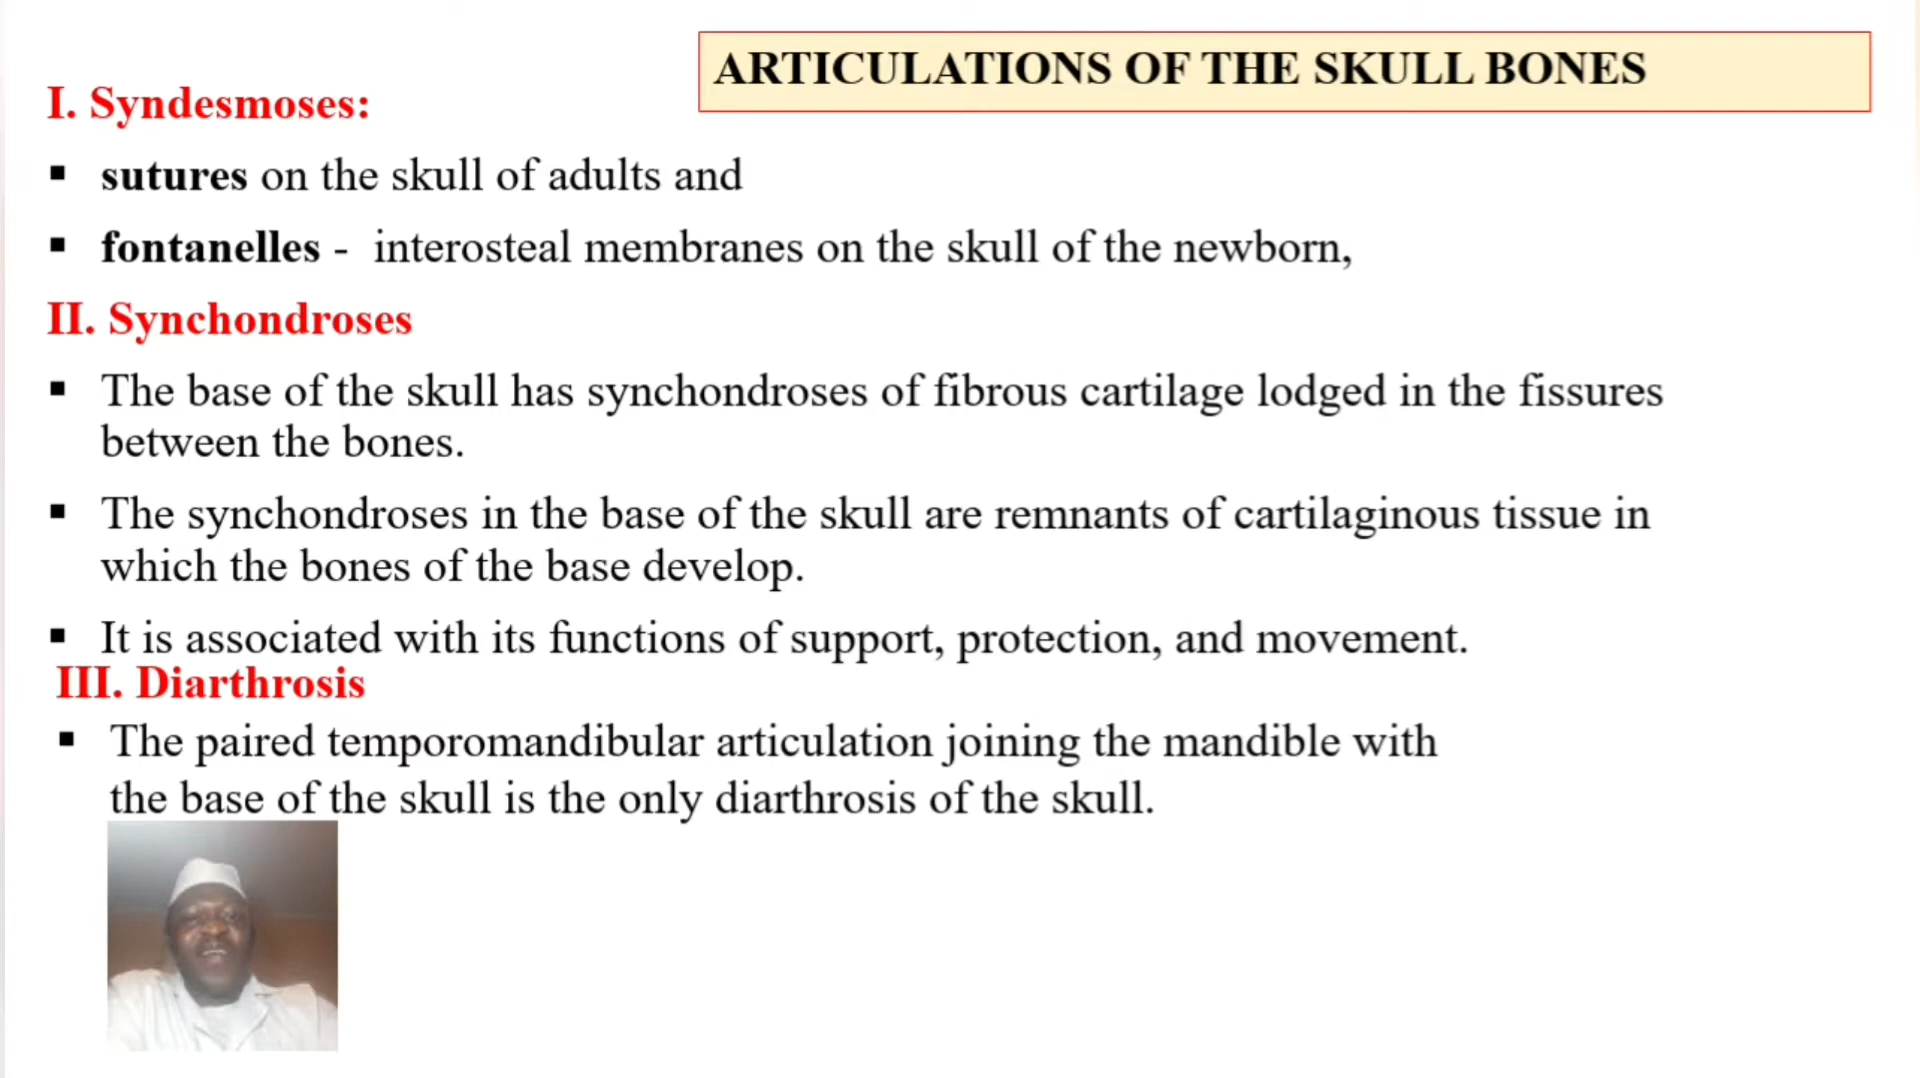 ARTICULATIONS OF THE SKULL BONES
I. Syndesmoses:
▪ sutures on the skull of adults and
▪ fontanelles - interosteal membranes on the skull of the newborn,
II. Synchondroses
▪ The base of the skull has synchondroses of fibrous cartilage lodged in the fissures
between the bones.
▪ The synchondroses in the base of the skull are remnants of cartilaginous tissue in
which the bones of the base develop.
▪ It is associated with its functions of support, protection, and movement.
III. Diarthrosis
▪ The paired temporomandibular articulation joining the mandible with
the base of the skull is the only diarthrosis of the skull.